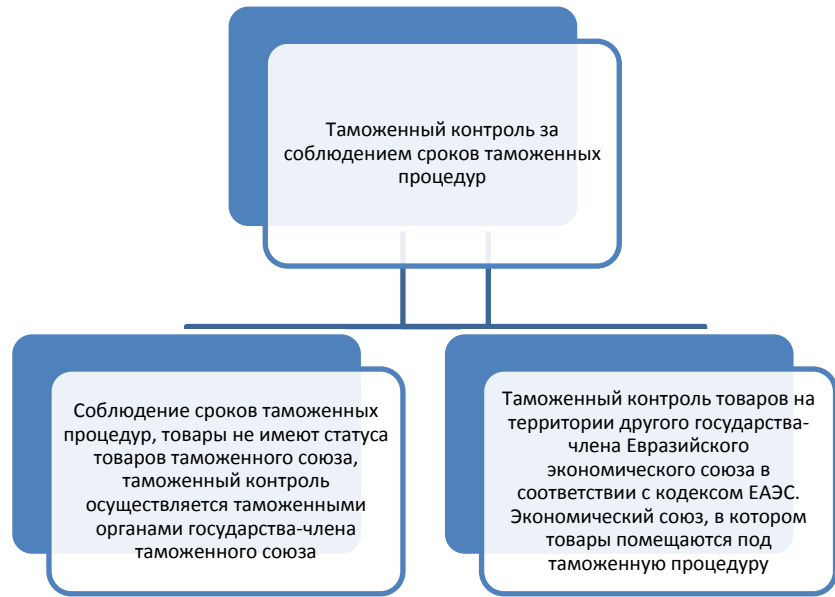 Таможенный контроль за
соблюдением сроков таможенных
процедур
Соблюдение сроков таможенных
процедур, товары не имеют статуса
товаров таможенного союза,
таможенный контроль
осуществляется таможенными
органами государства-члена
таможенного союза
Таможенный контроль товаров на
территории другого государства-
члена Евразийского
экономического союза в
соответствии с кодексом ЕАЭС.
Экономический союз, в котором
товары помещаются под
таможенную процедуру